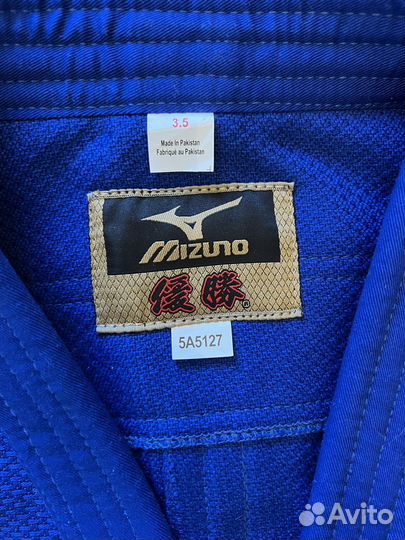 3.5
Made In Pakistan
Fabriqué au Pakistan
MIZUNO
優勝®
5A5127
Avito